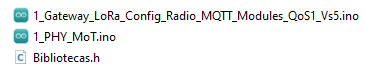 1_Gateway_LoRa_Config_Radio_MQTT_Modules_QoS1_Vs5.ino
1_PHY_MoT.ino
Bibliotecas.h